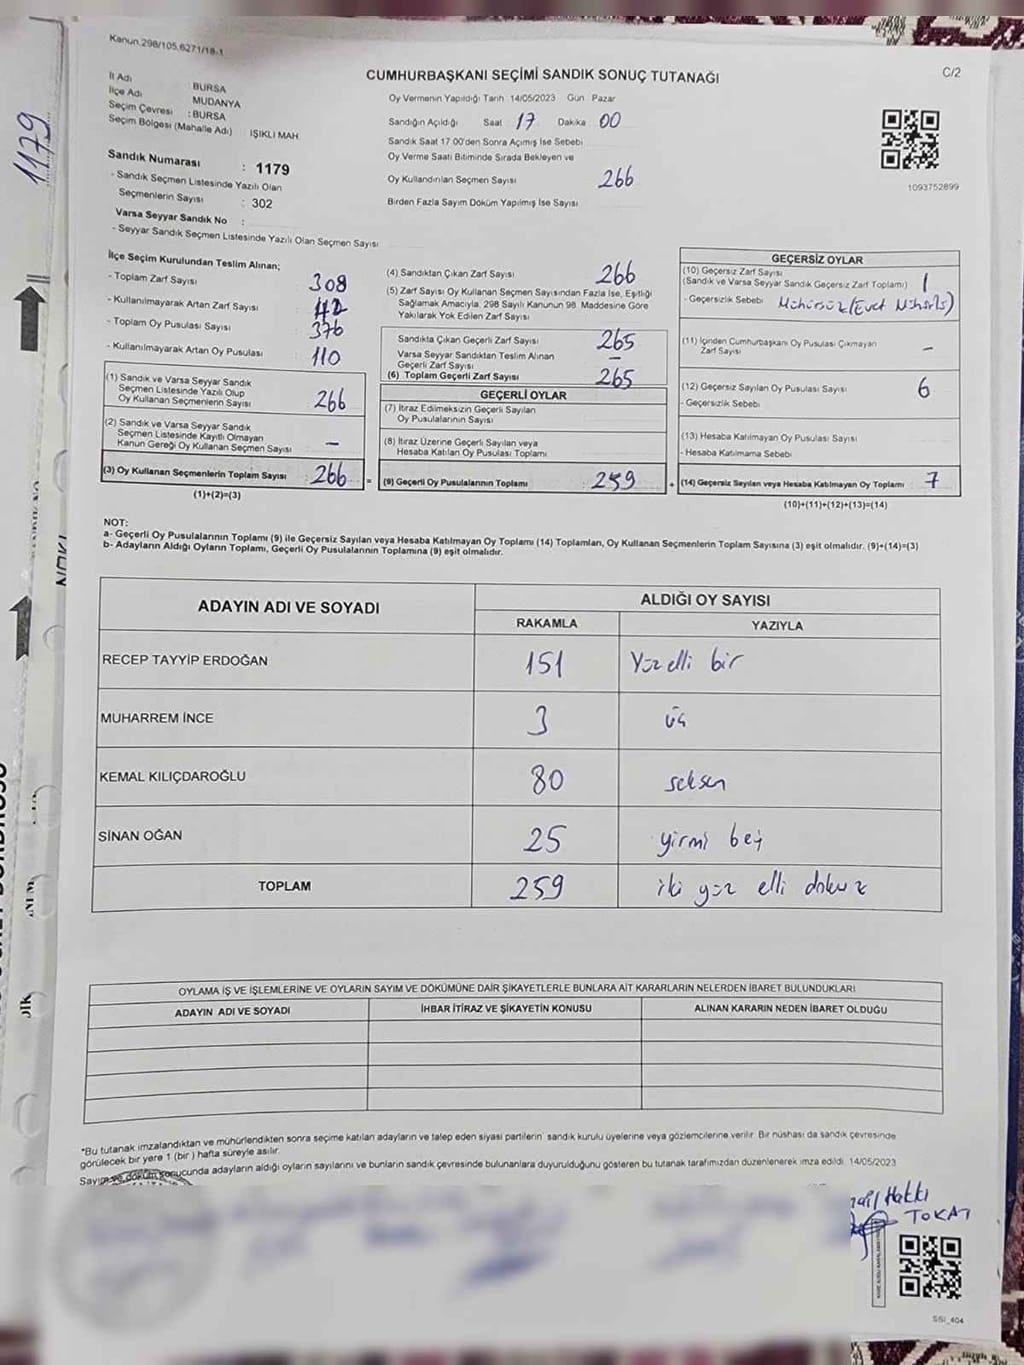 Kanun.298/105,6271/18-1
C/2
CUMHURBAŞKANI SEÇİMİ SANDIK SONUÇ TUTANAĞI
İl Adı BURSA
İlçe Adı MUDANYA
Seçim Çevresi : BURSA
Seçim Bölgesi (Mahalle Adı) IŞIKLI MAH
Oy Vermenin Yapıldığı Tarih 14/05/2023 Gün Pazar
Sandığın Açıldığı Saat 17 Dakika 00
Sandık Saat 17.00'den Sonra Açımış İse Sebebi
Oy Verme Saati Bitiminde Sırada Bekleyen ve
Oy Kullandırılan Seçmen Sayısı 266
Birden Fazla Sayım Döküm Yapılmış İse Sayısı
1093752899
1179
Sandık Numarası : 1179
- Sandık Seçmen Listesinde Yazılı Olan
Seçmenlerin Sayısı : 302
Varsa Seyyar Sandık No :
- Seyyar Sandık Seçmen Listesinde Yazılı Olan Seçmen Sayısı
İlçe Seçim Kurulundan Teslim Alınan;
- Toplam Zarf Sayısı 308
- Kullanılmayarak Artan Zarf Sayısı 42
- Toplam Oy Pusulası Sayısı 376
- Kullanılmayarak Artan Oy Pusulası 110
(1) Sandık ve Varsa Seyyar Sandık
Seçmen Listesinde Yazılı Olup
Oy Kullanan Seçmenlerin Sayısı 266
(2) Sandık ve Varsa Seyyar Sandık
Seçmen Listesinde Kayıtlı Olmayan
Kanun Gereği Oy Kullanan Seçmen Sayısı –
(3) Oy Kullanan Seçmenlerin Toplam Sayısı 266 =
(1)+(2)=(3)
(4) Sandıktan Çıkan Zarf Sayısı 266
(5) Zarf Sayısı Oy Kullanan Seçmen Sayısından Fazla İse, Eşitliği
Sağlamak Amacıyla, 298 Sayılı Kanunun 98. Maddesine Göre
Yakılarak Yok Edilen Zarf Sayısı
Sandıkta Çıkan Geçerli Zarf Sayısı 265
Varsa Seyyar Sandıktan Teslim Alınan
Geçerli Zarf Sayısı –
(6) Toplam Geçerli Zarf Sayısı 265
GEÇERLİ OYLAR
(7) İtiraz Edilmeksizin Geçerli Sayılan
Oy Pusulalarının Sayısı
(8) İtiraz Üzerine Geçerli Sayılan veya
Hesaba Katılan Oy Pusulası Toplamı
(9) Geçerli Oy Pusulalarının Toplamı 259 +
GEÇERSİZ OYLAR
(10) Geçersiz Zarf Sayısı
(Sandık ve Varsa Seyyar Sandık Geçersiz Zarf Toplamı) 1
- Geçersizlik Sebebi Mühürsüz (Evet Mühürlü)
(11) İçinden Cumhurbaşkanı Oy Pusulası Çıkmayan
Zarf Sayısı –
(12) Geçersiz Sayılan Oy Pusulası Sayısı 6
- Geçersizlik Sebebi
(13) Hesaba Katılmayan Oy Pusulası Sayısı
- Hesaba Katılmama Sebebi
(14) Geçersiz Sayılan veya Hesaba Katılmayan Oy Toplamı 7
(10)+(11)+(12)+(13)=(14)
NOT:
a- Geçerli Oy Pusulalarının Toplamı (9) ile Geçersiz Sayılan veya Hesaba Katılmayan Oy Toplamı (14) Toplamları, Oy Kullanan Seçmenlerin Toplam Sayısına (3) eşit olmalıdır. (9)+(14)=(3)
b- Adayların Aldığı Oyların Toplamı, Geçerli Oy Pusulalarının Toplamına (9) eşit olmalıdır.
ADAYIN ADI VE SOYADI ALDIĞI OY SAYISI
RAKAMLA YAZIYLA
RECEP TAYYİP ERDOĞAN 151 Yüz elli bir
MUHARREM İNCE 3 üç
KEMAL KILIÇDAROĞLU 80 seksen
SİNAN OĞAN 25 yirmi beş
TOPLAM 259 iki yüz elli dokuz
OYLAMA İŞ VE İŞLEMLERİNE VE OYLARIN SAYIM VE DÖKÜMÜNE DAİR ŞİKAYETLERLE BUNLARA AİT KARARLARIN NELERDEN İBARET BULUNDUKLARI
ADAYIN ADI VE SOYADI İHBAR İTİRAZ VE ŞİKAYETİN KONUSU ALINAN KARARIN NEDEN İBARET OLDUĞU
*Bu tutanak imzalandıktan ve mühürlendikten sonra seçime katılan adayların ve talep eden siyasi partilerin sandık kurulu üyelerine veya gözlemcilerine verilir. Bir nüshası da sandık çevresinde
görülecek bir yere 1 (bir) hafta süreyle asılır.
Sayım ve döküm sonucunda adayların aldığı oyların sayılarını ve bunların sandık çevresinde bulunanlara duyurulduğunu gösteren bu tutanak tarafımızdan düzenlenerek imza edildi. 14/05/2023
Hakkı
TOKAT
SSI_404